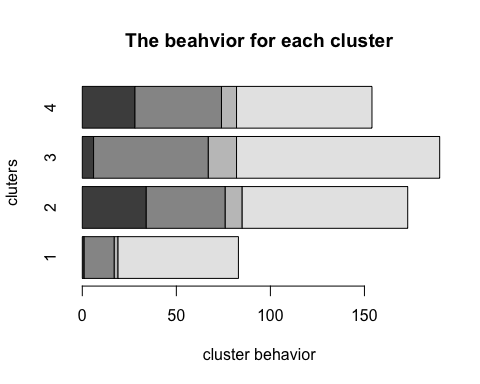 The beahvior for each cluster
cluters
4
3
2
1
0 50 100 150
cluster behavior